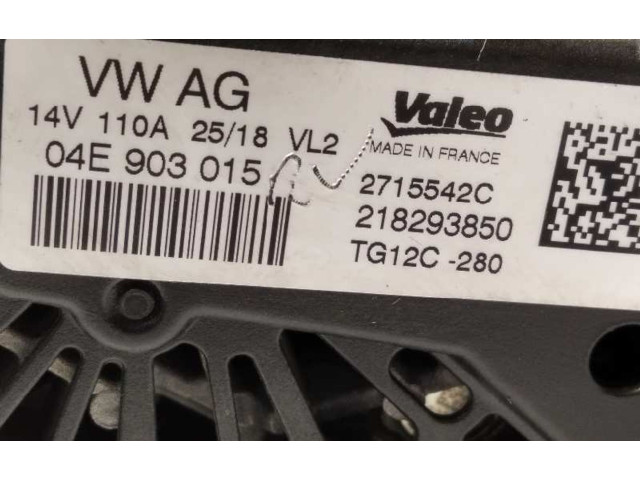 VW AG
14V 110A 25/18 VL2
04E 903 015
Valeo
MADE IN FRANCE
2715542C
218293850
TG12C -280